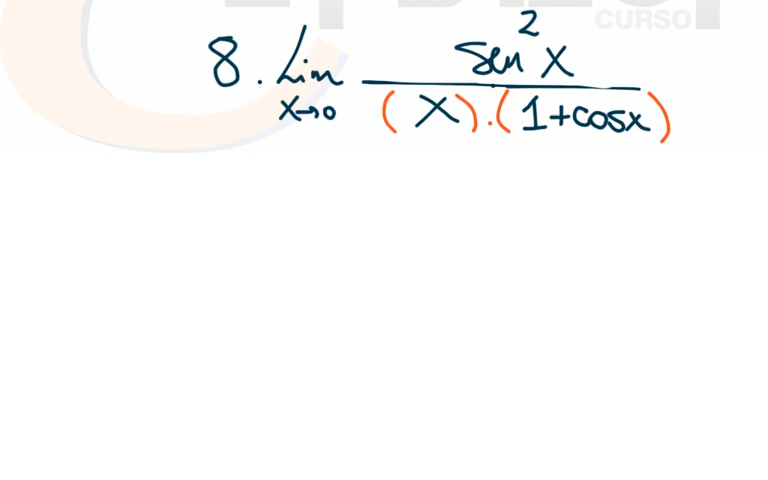 CURSO
8. Lim sen²x
x→0 (x).(1+cosx)